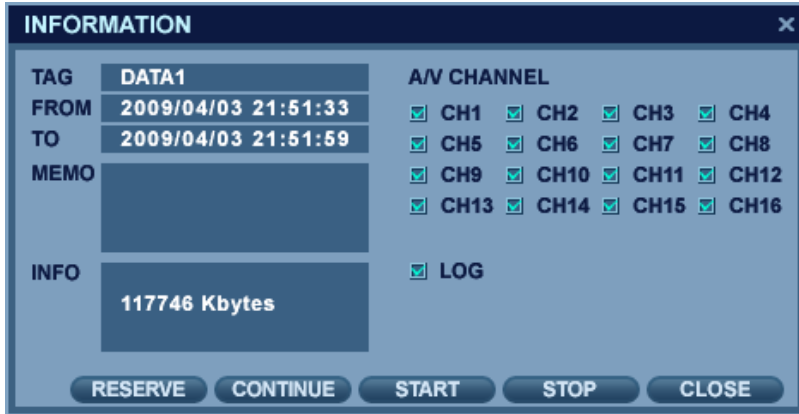 INFORMATION
TAG DATA1
FROM 2009/04/03 21:51:33
TO 2009/04/03 21:51:59
MEMO
INFO
117746 Kbytes
A/V CHANNEL
CH1 CH2 CH3 CH4
CH5 CH6 CH7 CH8
CH9 CH10 CH11 CH12
CH13 CH14 CH15 CH16
LOG
RESERVE CONTINUE START STOP CLOSE